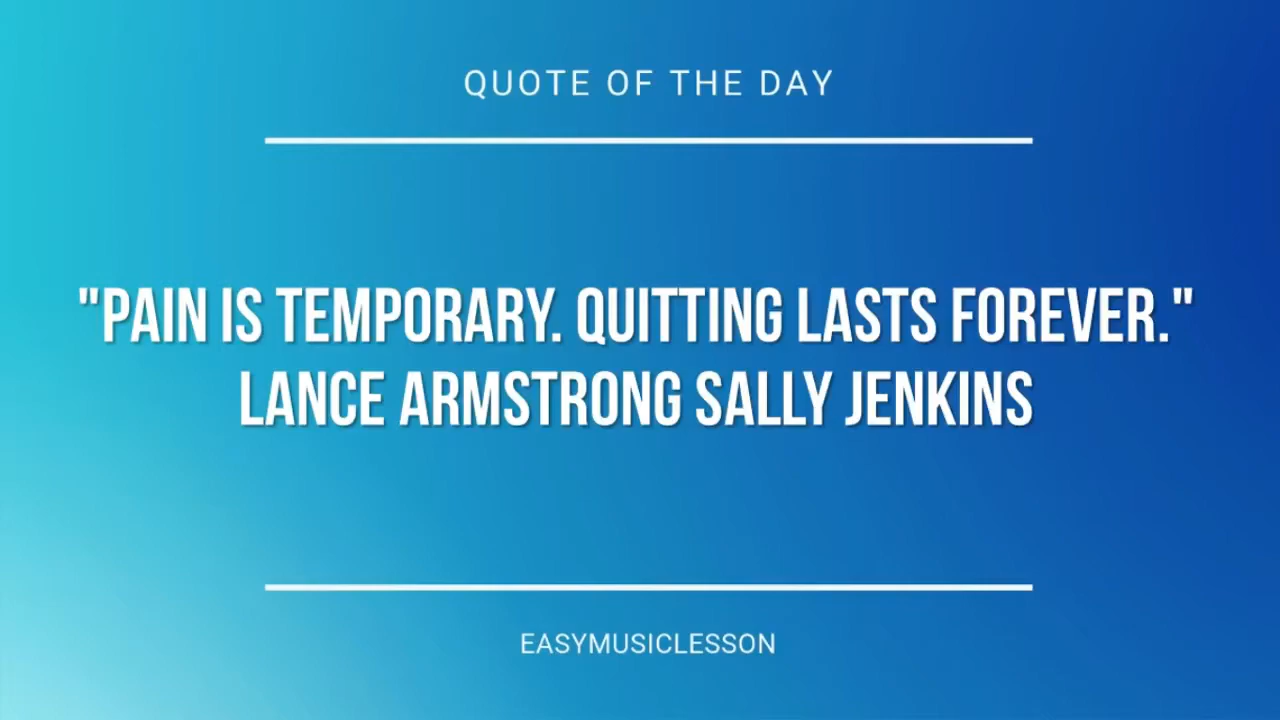 QUOTE OF THE DAY
"PAIN IS TEMPORARY. QUITTING LASTS FOREVER."
LANCE ARMSTRONG SALLY JENKINS
EASYMUSICLESSON